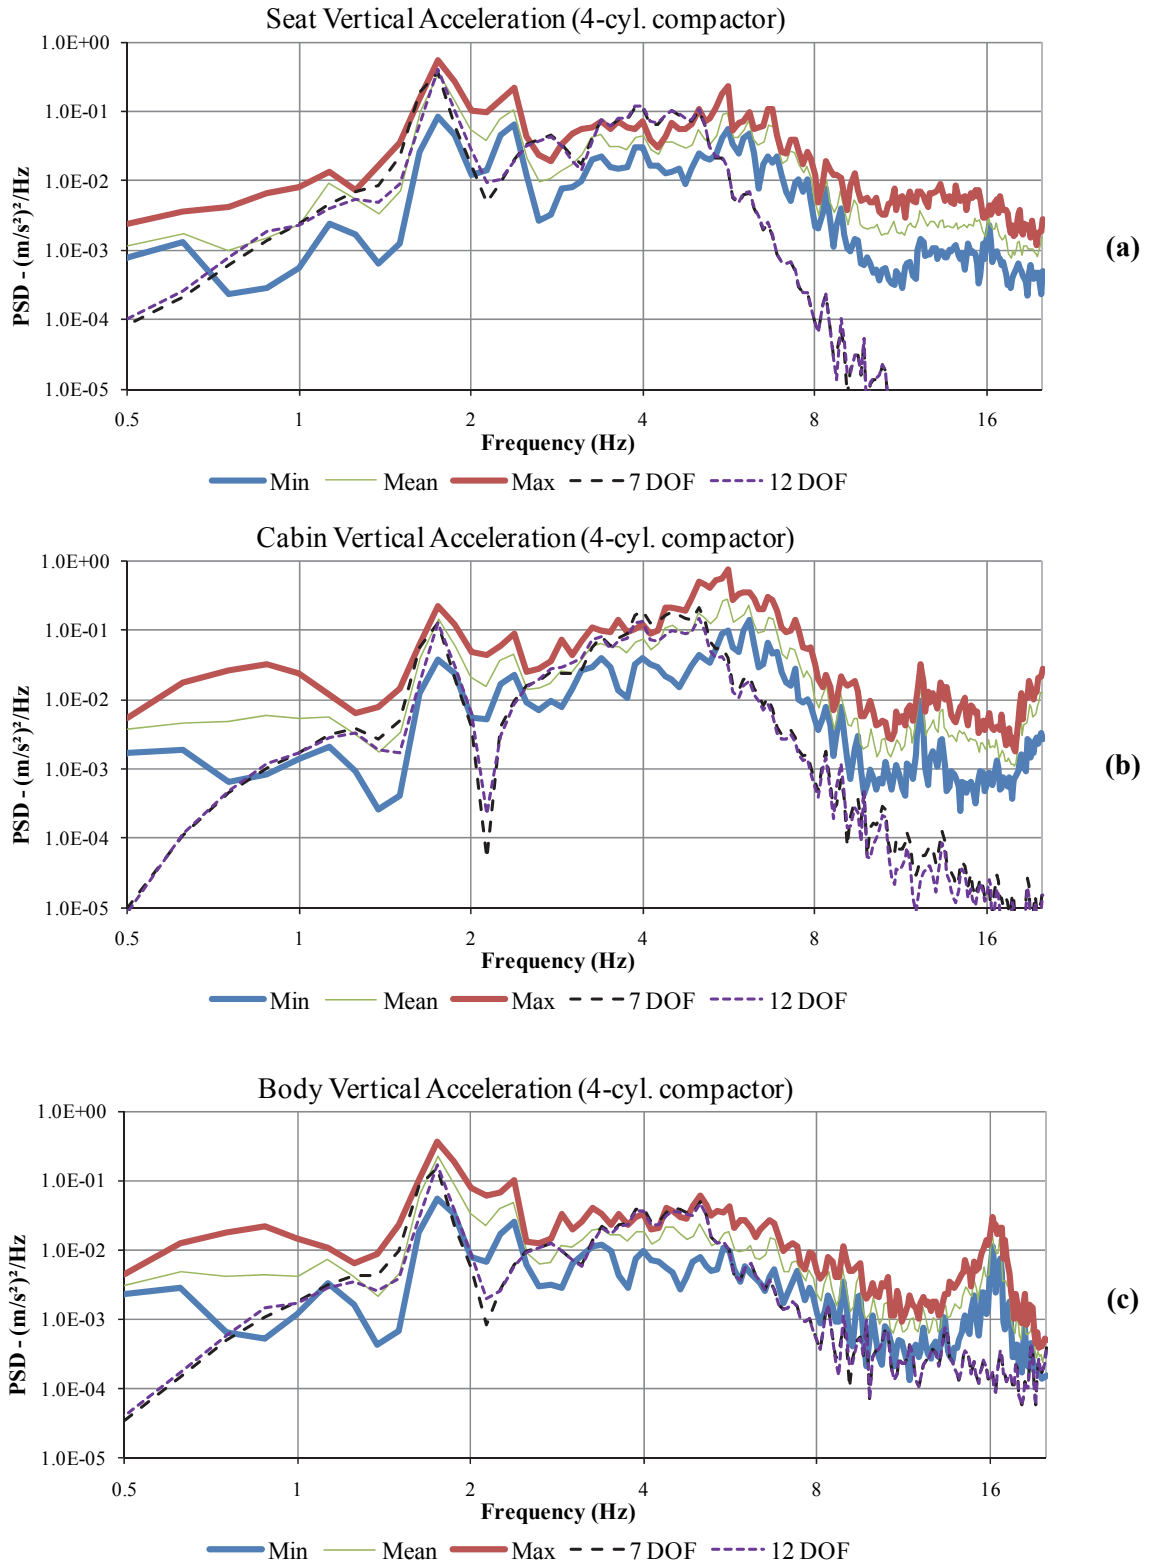 Seat Vertical Acceleration (4-cyl. compactor)
1.0E+00
1.0E-01
1.0E-02
1.0E-03
1.0E-04
1.0E-05
PSD - (m/s²)²/Hz
0.5 1 2 4 8 16
Frequency (Hz)
Min Mean Max 7 DOF 12 DOF
(a)
Cabin Vertical Acceleration (4-cyl. compactor)
1.0E+00
1.0E-01
1.0E-02
1.0E-03
1.0E-04
1.0E-05
PSD - (m/s²)²/Hz
0.5 1 2 4 8 16
Frequency (Hz)
Min Mean Max 7 DOF 12 DOF
(b)
Body Vertical Acceleration (4-cyl. compactor)
1.0E+00
1.0E-01
1.0E-02
1.0E-03
1.0E-04
1.0E-05
PSD - (m/s²)²/Hz
0.5 1 2 4 8 16
Frequency (Hz)
Min Mean Max 7 DOF 12 DOF
(c)